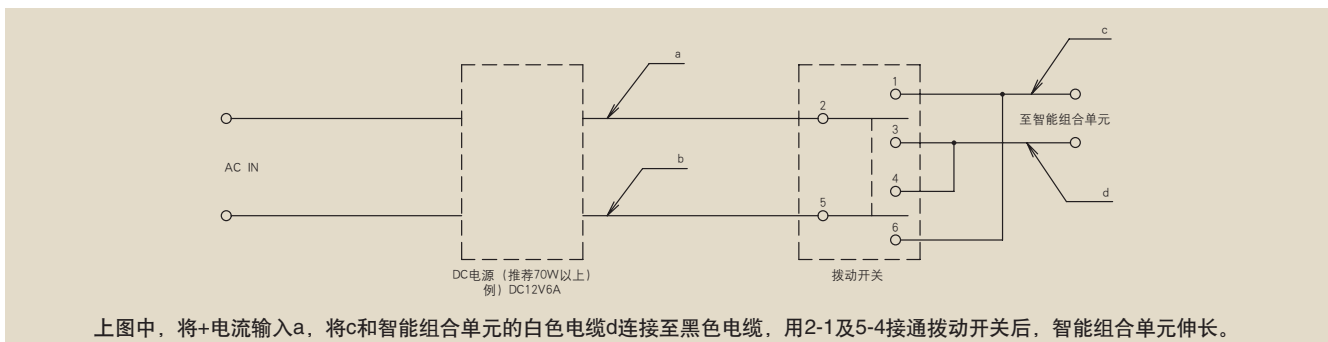 c
a
1
2
至智能组合单元
3
AC IN
b
4
d
5
6
DC电源（推荐70W以上）
例）DC12V6A
拨动开关
上图中，将+电流输入a，将c和智能组合单元的白色电缆d连接至黑色电缆，用2-1及5-4接通拨动开关后，智能组合单元伸长。